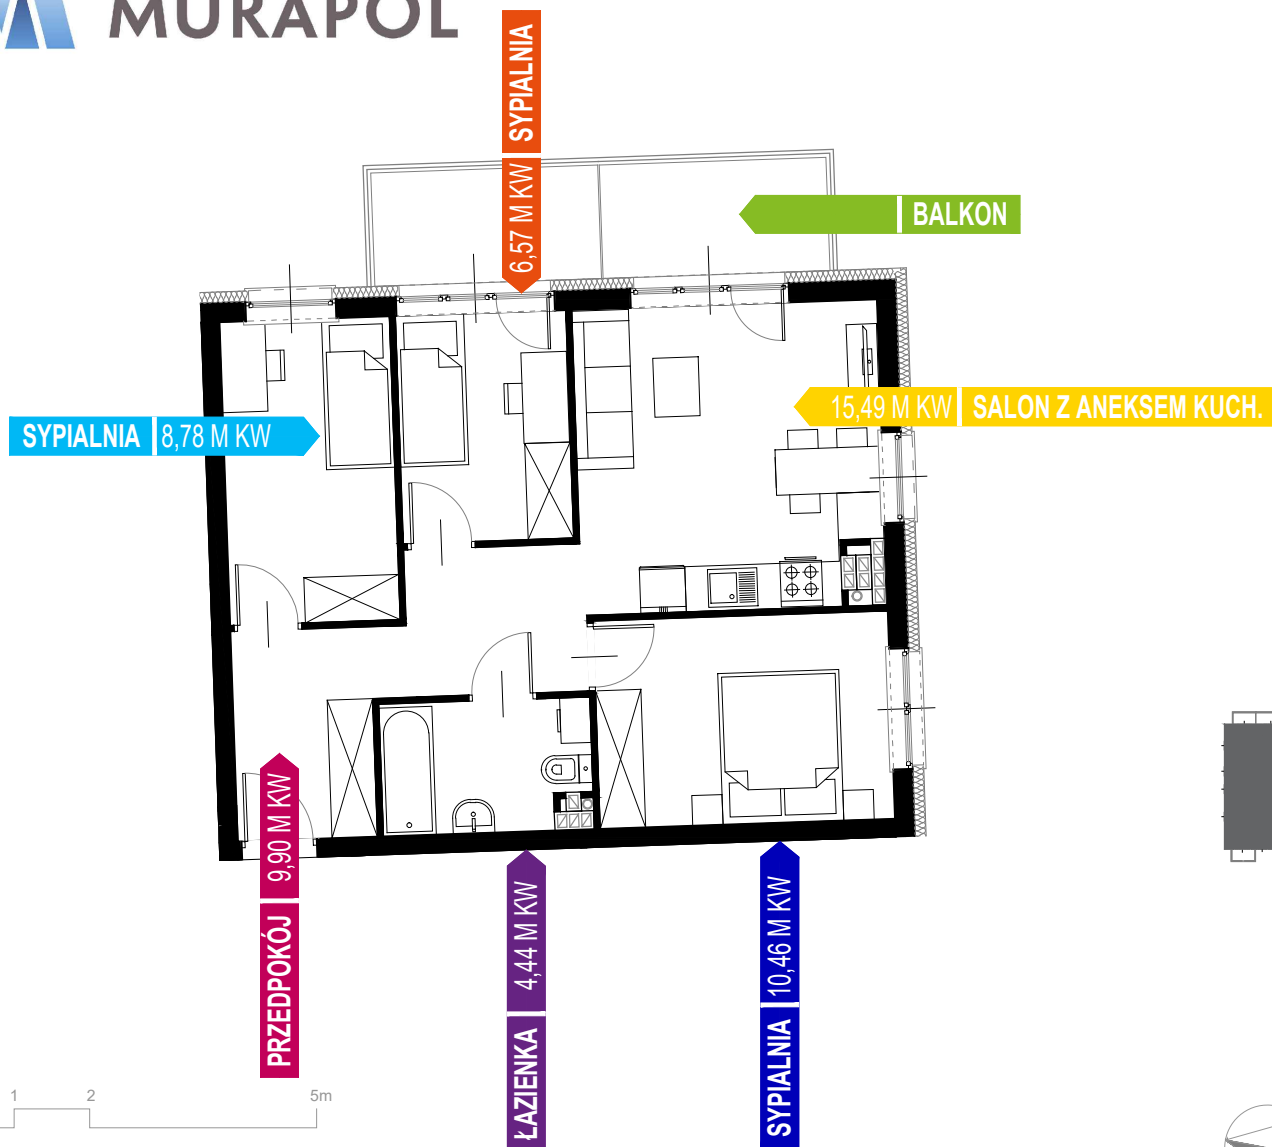 MURAPOL
SYPIALNIA
6,57 M KW
BALKON
15,49 M KW SALON Z ANEKSEM KUCH.
SYPIALNIA 8,78 M KW
PRZEDPOKÓJ 9,90 M KW
ŁAZIENKA 4,44 M KW
SYPIALNIA 10,46 M KW
1 2 5m